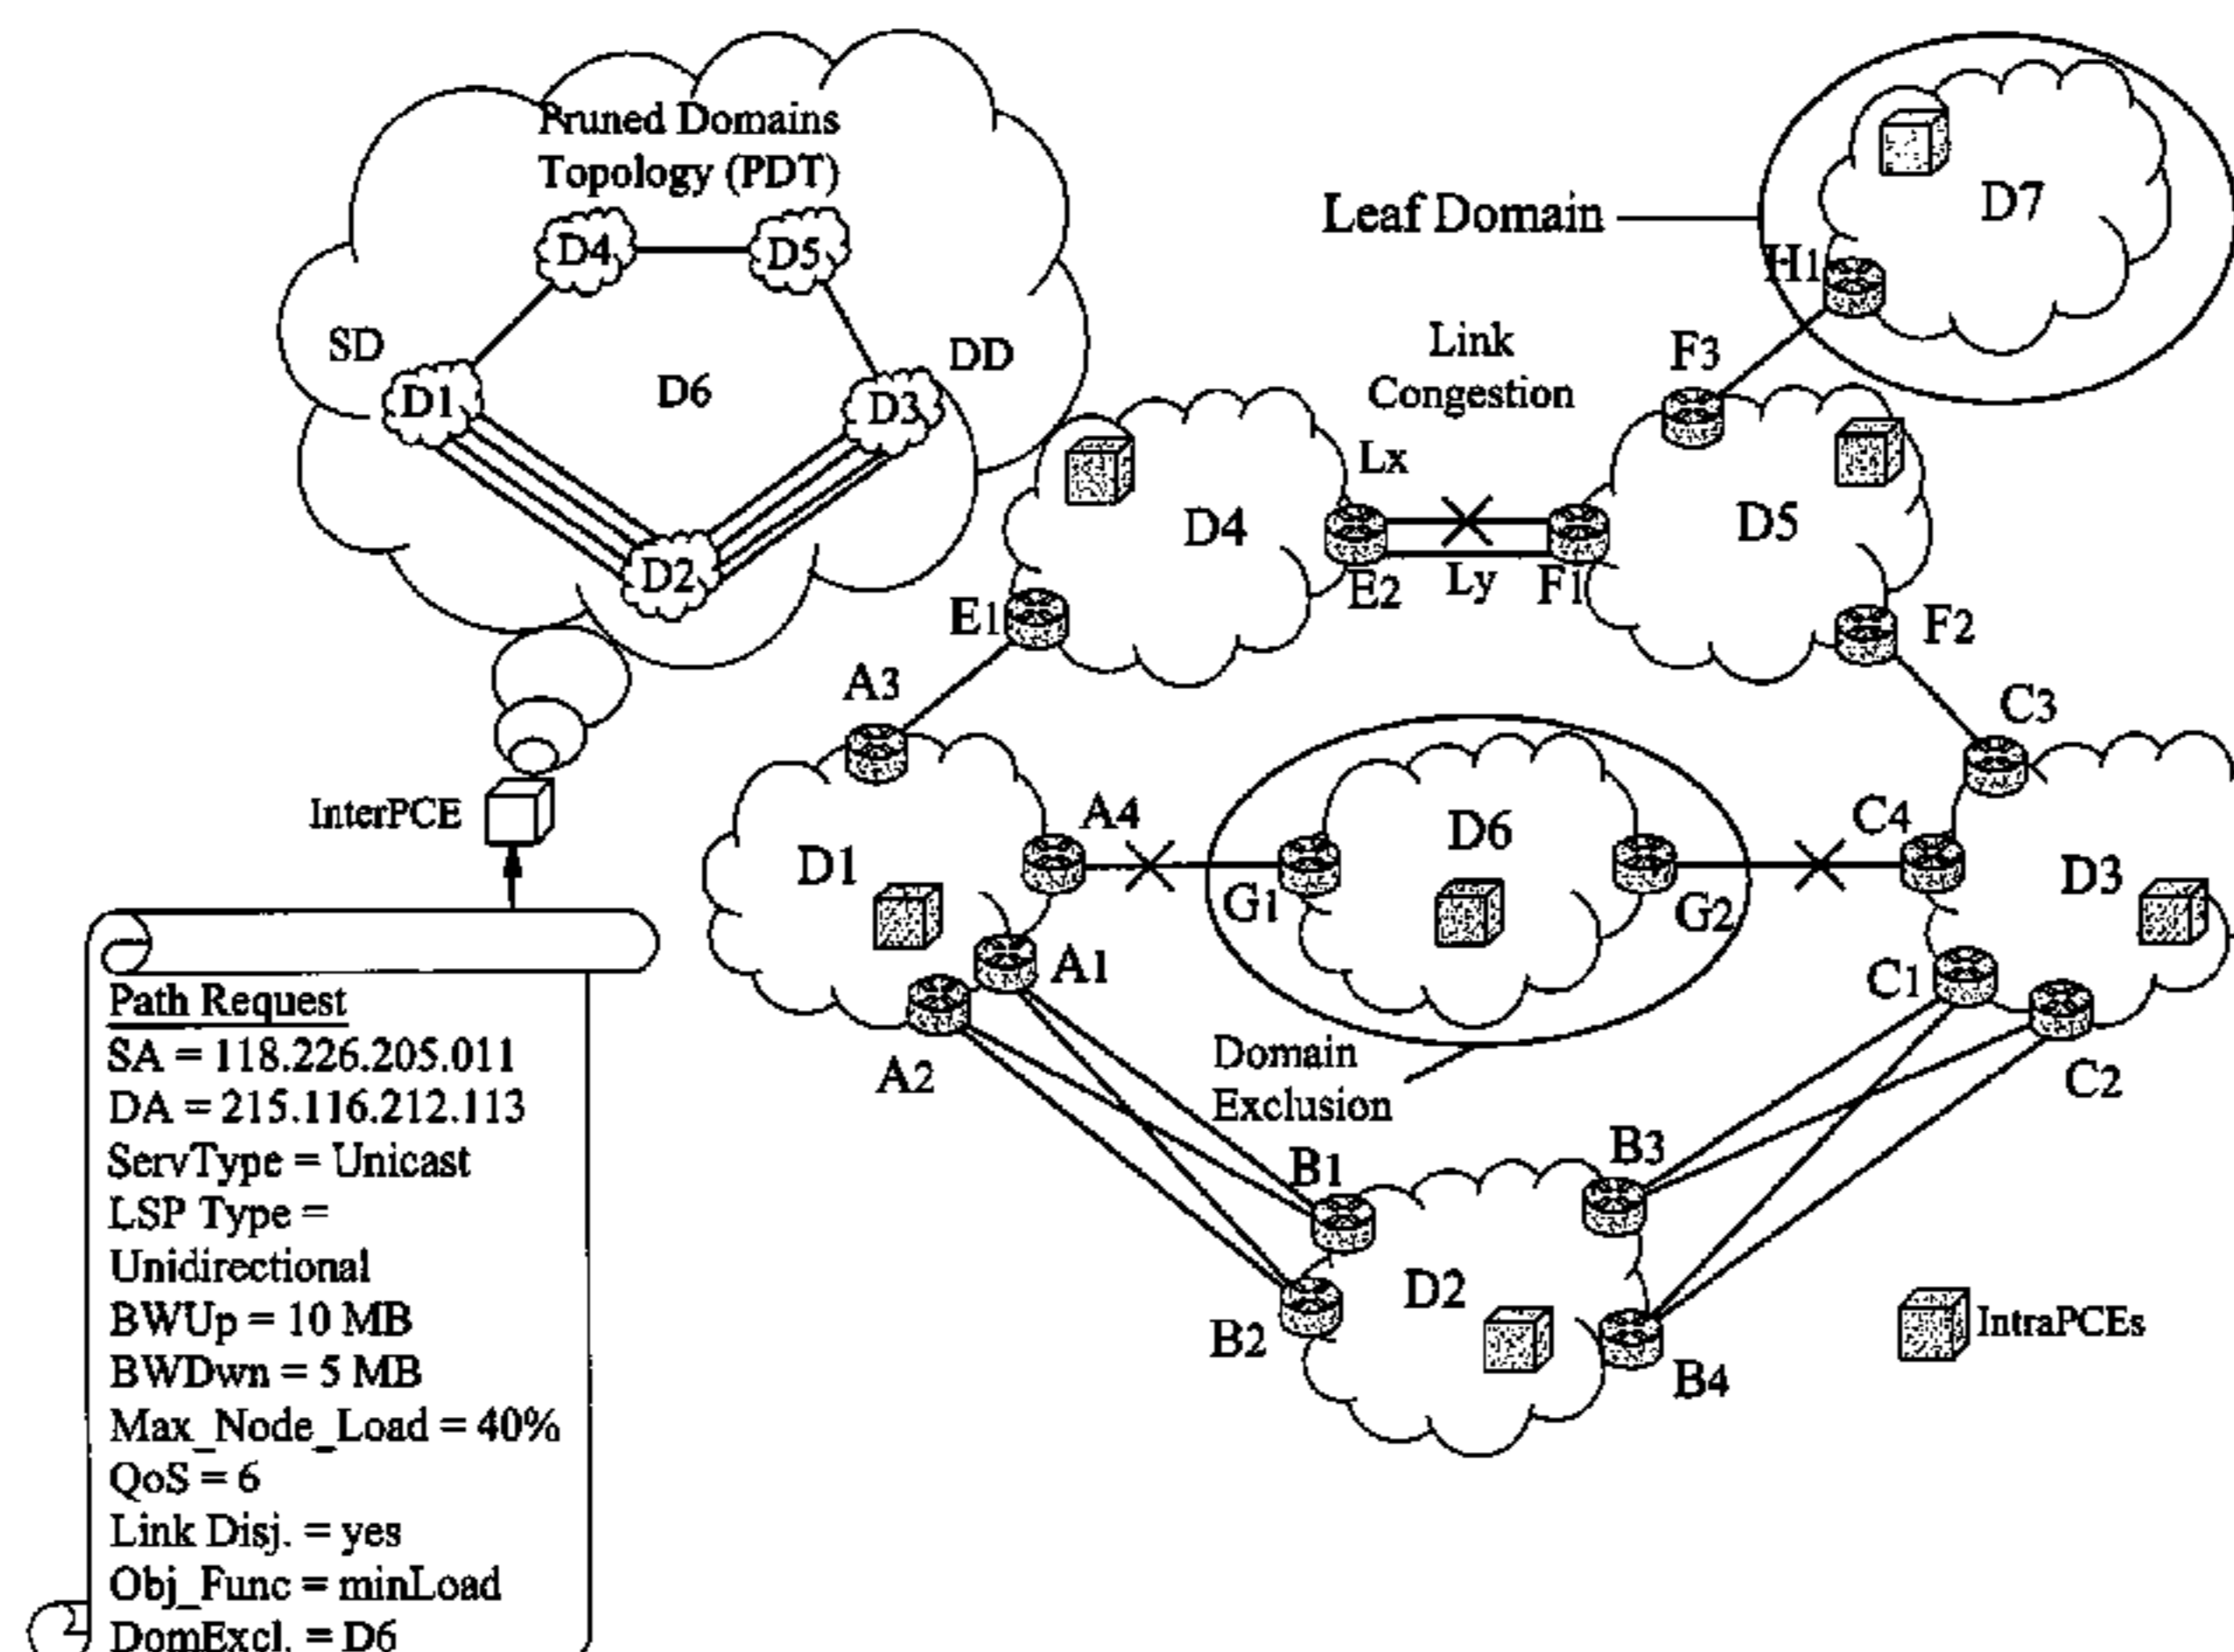 Pruned Domains
Topology (PDT)
D4
D5
SD
DD
D1
D6
D3
D2
InterPCE
Path Request
SA = 118.226.205.011
DA = 215.116.212.113
ServType = Unicast
LSP Type =
Unidirectional
BWUp = 10 MB
BWDwn = 5 MB
Max_Node_Load = 40%
QoS = 6
Link Disj. = yes
Obj_Func = minLoad
DomExcl. = D6
Leaf Domain
D7
H1
Link
Congestion
F3
Lx
D4
D5
E2
Ly
F1
E1
F2
A3
C3
A4
C4
D6
D1
D3
G1
G2
A1
C1
A2
C2
Domain
Exclusion
B1
B3
D2
B2
B4
IntraPCEs